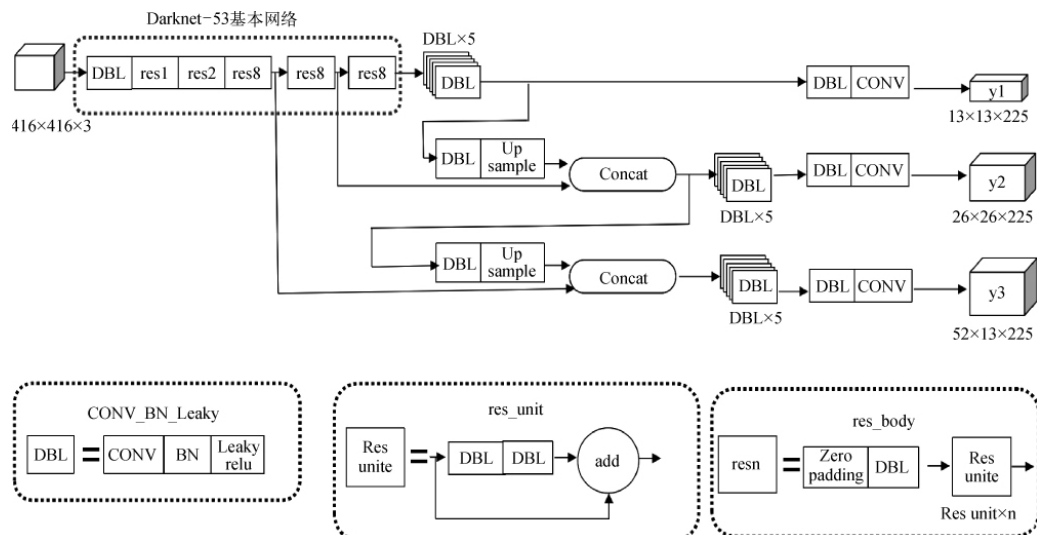 Darknet-53基本网络
DBL×5
DBL res1 res2 res8 res8 res8 DBL
DBL CONV y1
416×416×3
13×13×225
DBL Up sample
Concat
DBL
DBL CONV y2
DBL×5
26×26×225
DBL Up sample
Concat
DBL
DBL CONV y3
DBL×5
52×13×225
CONV_BN_Leaky
DBL = CONV BN Leaky relu
res_unit
Res unite = DBL DBL add
res_body
resn = Zero padding DBL Res unite
Res unit×n